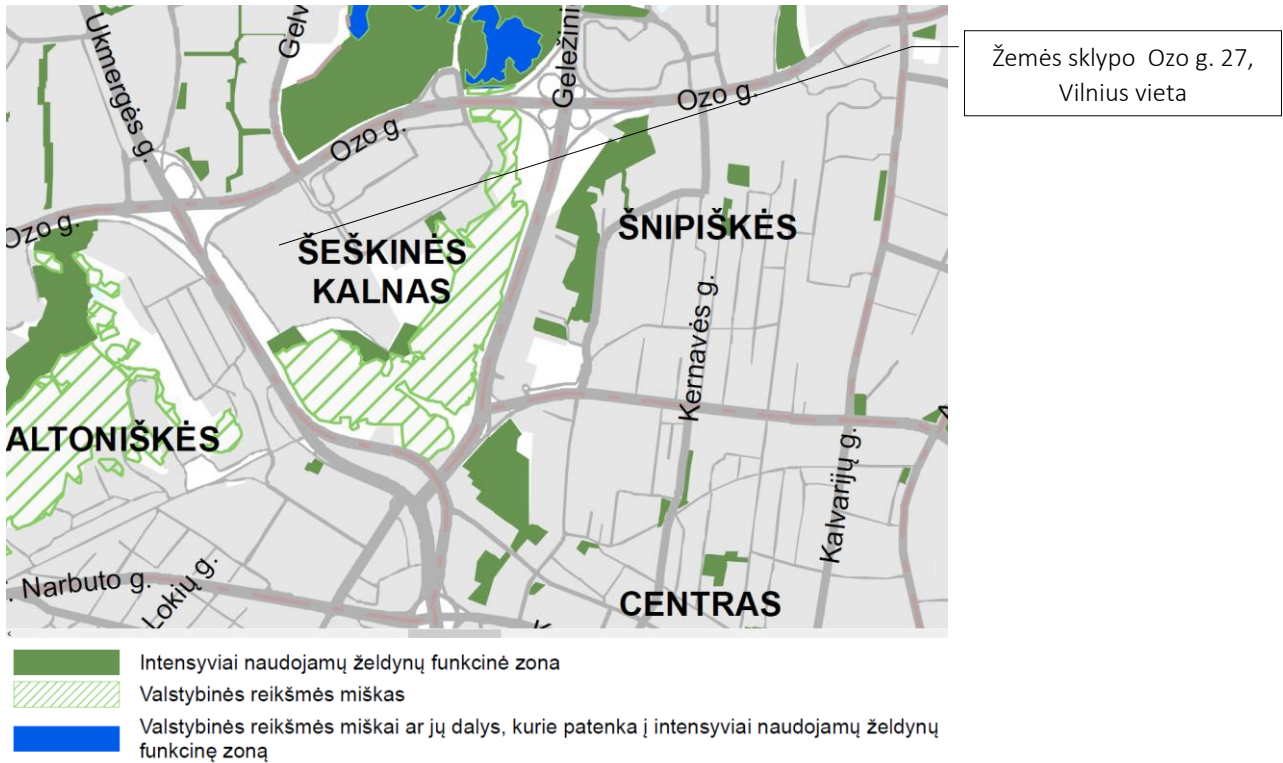 Ukmergės g.
Gelv
Geležini
Ozo g.
Ozo g.
Ozo g.
Žemės sklypo Ozo g. 27,
Vilnius vieta
ŠEŠKINĖS
KALNAS
ŠNIPIŠKĖS
Kernavės g.
Kalvarijų g.
ALTONIŠKĖS
. Narbuto g.
Lokių g.
CENTRAS
Intensyviai naudojamų želdynų funkcinė zona
Valstybinės reikšmės miškas
Valstybinės reikšmės miškai ar jų dalys, kurie patenka į intensyviai naudojamų želdynų
funkcinę zoną